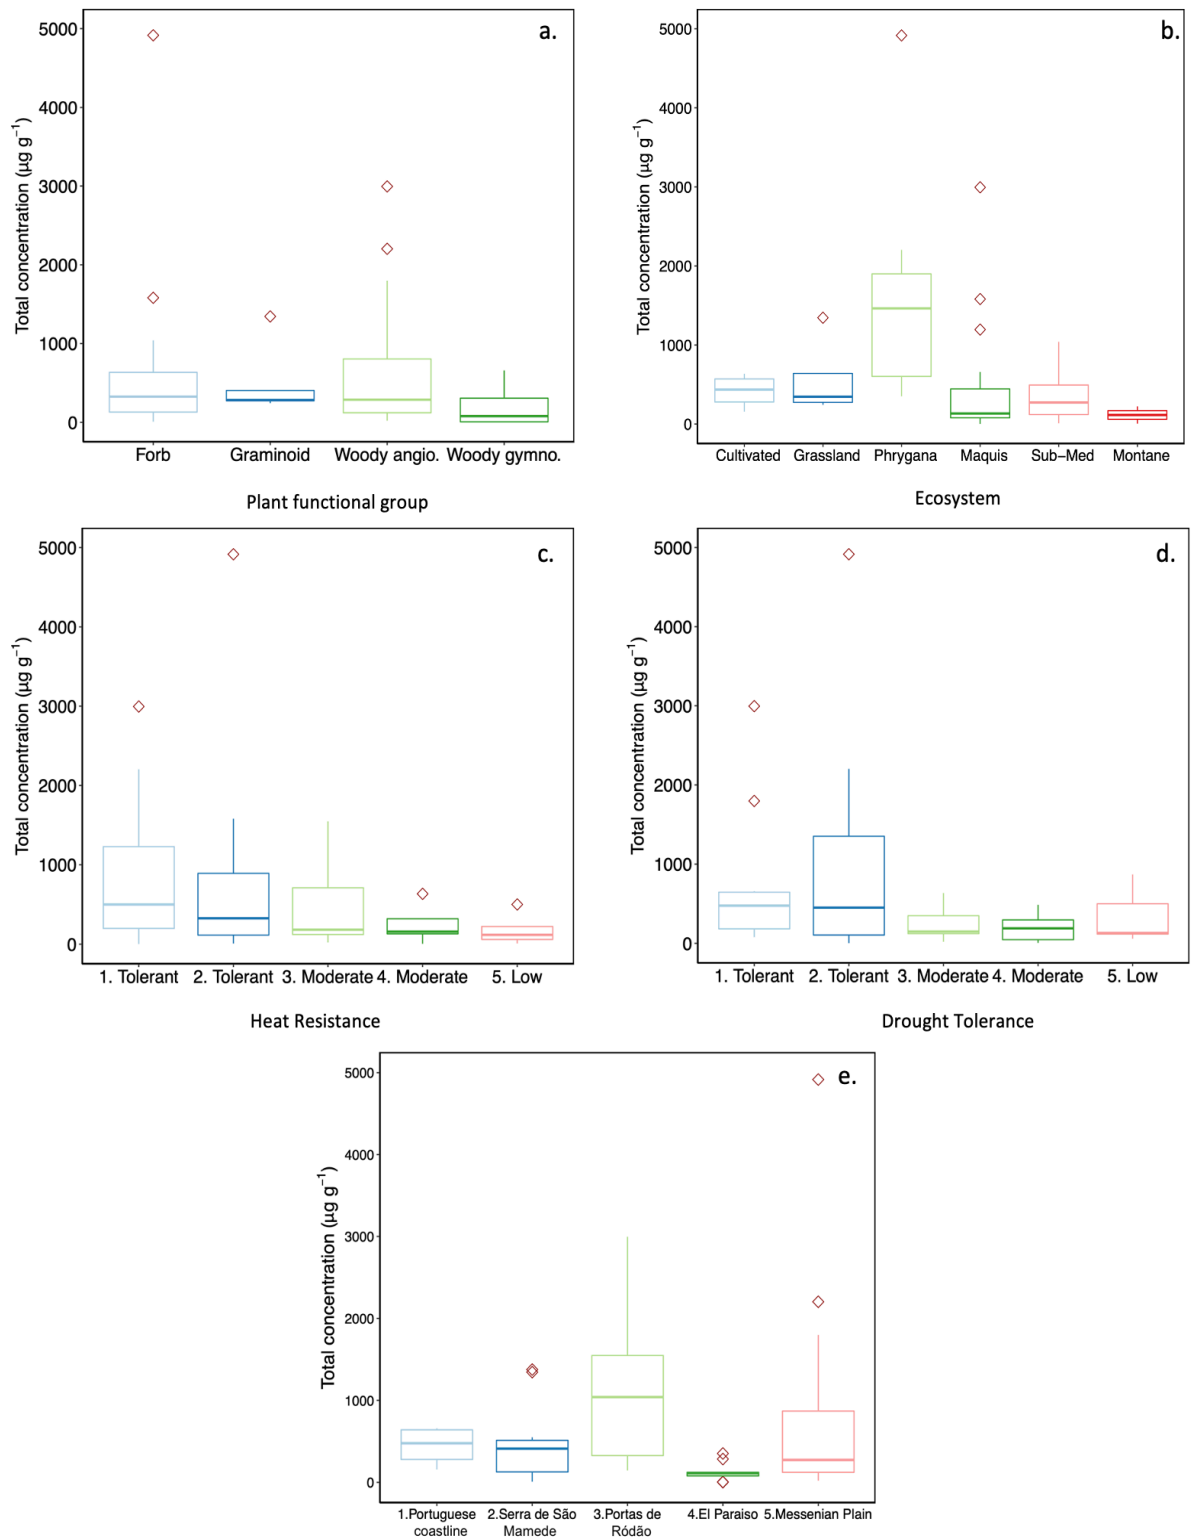 a.
5000
4000
3000
2000
1000
0
Total concentration (µg g⁻¹)
Forb Graminoid Woody angio. Woody gymno.
Plant functional group
b.
5000
4000
3000
2000
1000
0
Total concentration (µg g⁻¹)
Cultivated Grassland Phrygana Maquis Sub−Med Montane
Ecosystem
c.
5000
4000
3000
2000
1000
0
Total concentration (µg g⁻¹)
1. Tolerant 2. Tolerant 3. Moderate 4. Moderate 5. Low
Heat Resistance
d.
5000
4000
3000
2000
1000
0
Total concentration (µg g⁻¹)
1. Tolerant 2. Tolerant 3. Moderate 4. Moderate 5. Low
Drought Tolerance
e.
5000
4000
3000
2000
1000
0
Total concentration (µg g⁻¹)
1.Portuguese 2.Serra de São 3.Portas de 4.El Paraiso 5.Messenian Plain
coastline Mamede Ródão